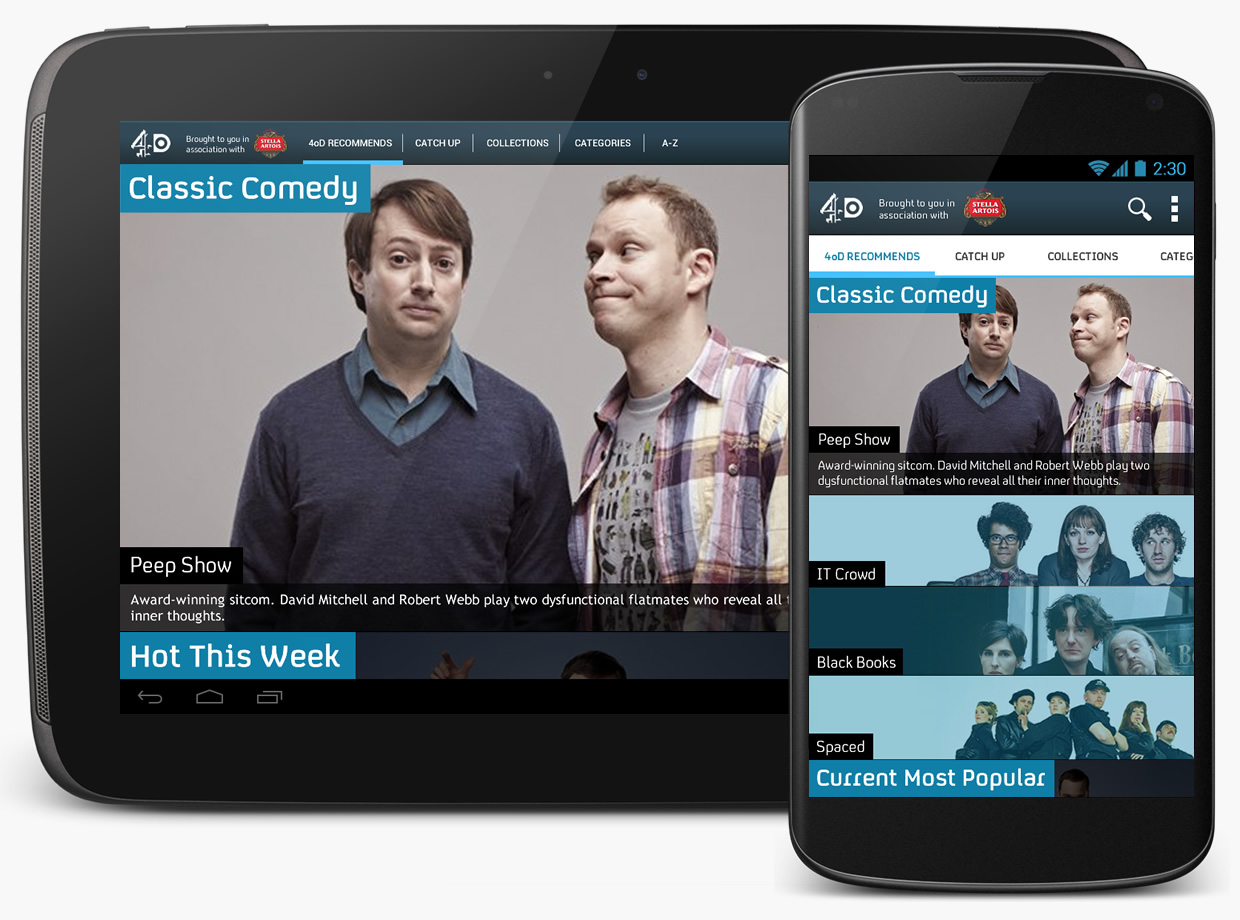 4oD
Brought to you in
association with
STELLA
ARTOIS
4oD RECOMMENDS
CATCH UP
COLLECTIONS
CATEGORIES
A-Z
Classic Comedy
Peep Show
Award-winning sitcom. David Mitchell and Robert Webb play two dysfunctional flatmates who reveal all
inner thoughts.
Hot This Week
2:30
4oD
Brought to you in
association with
STELLA
ARTOIS
4oD RECOMMENDS
CATCH UP
COLLECTIONS
CATEG
Classic Comedy
Peep Show
Award-winning sitcom. David Mitchell and Robert Webb play two
dysfunctional flatmates who reveal all their inner thoughts.
IT Crowd
Black Books
Spaced
Current Most Popular